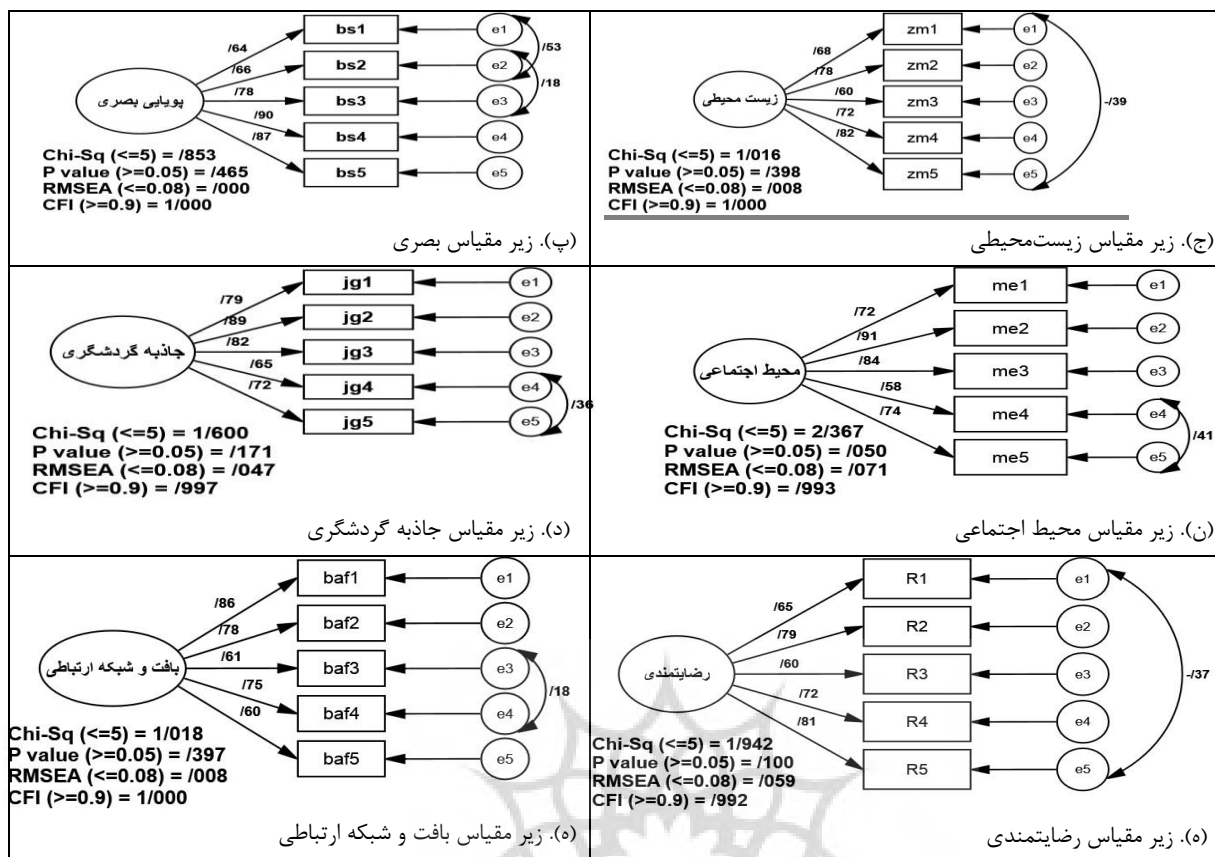 bs1
bs2
bs3
bs4
bs5
e1
e2
e3
e4
e5
/64
/66
/78
/90
/87
/53
/18
پویایی بصری
Chi-Sq (<=5) = /853
P value (>=0.05) = /465
RMSEA (<=0.08) = /000
CFI (>=0.9) = 1/000
(پ). زیر مقیاس بصری
zm1
zm2
zm3
zm4
zm5
e1
e2
e3
e4
e5
/68
/78
/60
/72
/82
-/39
زیست محیطی
Chi-Sq (<=5) = 1/016
P value (>=0.05) = /398
RMSEA (<=0.08) = /008
CFI (>=0.9) = 1/000
(ج). زیر مقیاس زیست‌محیطی
jg1
jg2
jg3
jg4
jg5
e1
e2
e3
e4
e5
/79
/89
/82
/65
/72
/36
جاذبه گردشگری
Chi-Sq (<=5) = 1/600
P value (>=0.05) = /171
RMSEA (<=0.08) = /047
CFI (>=0.9) = /997
(د). زیر مقیاس جاذبه گردشگری
me1
me2
me3
me4
me5
e1
e2
e3
e4
e5
/72
/91
/84
/58
/74
/41
محیط اجتماعی
Chi-Sq (<=5) = 2/367
P value (>=0.05) = /050
RMSEA (<=0.08) = /071
CFI (>=0.9) = /993
(ن). زیر مقیاس محیط اجتماعی
baf1
baf2
baf3
baf4
baf5
e1
e2
e3
e4
e5
/86
/78
/61
/75
/60
/18
بافت و شبکه ارتباطی
Chi-Sq (<=5) = 1/018
P value (>=0.05) = /397
RMSEA (<=0.08) = /008
CFI (>=0.9) = 1/000
(ه). زیر مقیاس بافت و شبکه ارتباطی
R1
R2
R3
R4
R5
e1
e2
e3
e4
e5
/65
/79
/60
/72
/81
-/37
رضایتمندی
Chi-Sq (<=5) = 1/942
P value (>=0.05) = /100
RMSEA (<=0.08) = /059
CFI (>=0.9) = /992
(ه). زیر مقیاس رضایتمندی